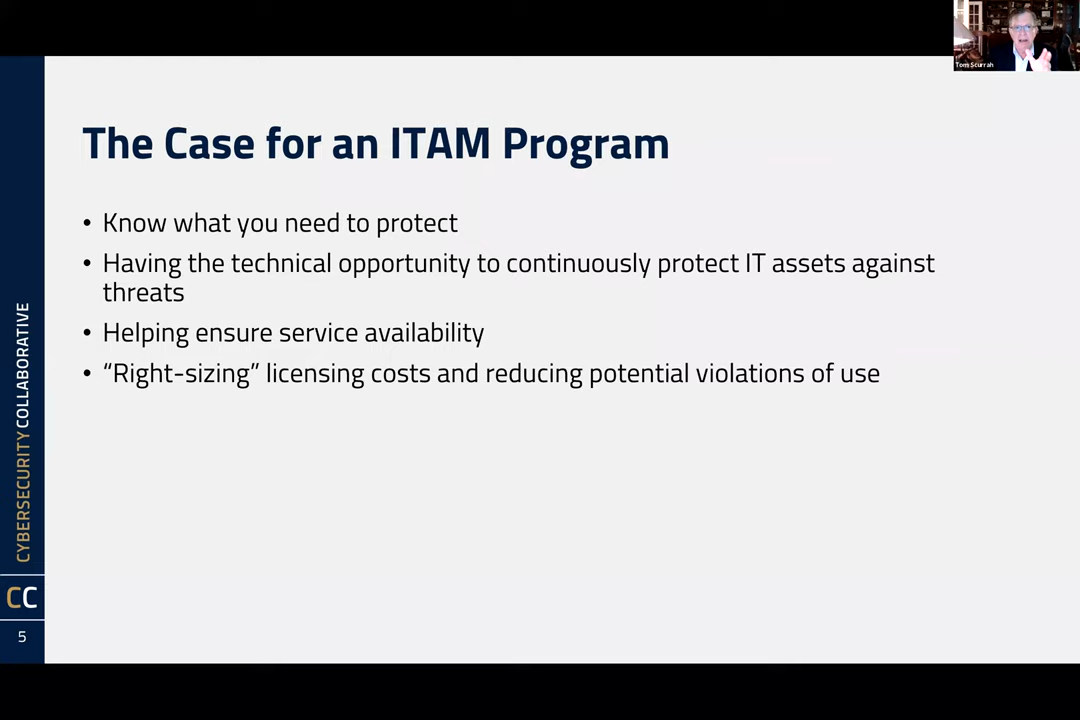 Tom Scurrah
The Case for an ITAM Program
• Know what you need to protect
• Having the technical opportunity to continuously protect IT assets against
threats
• Helping ensure service availability
• “Right-sizing” licensing costs and reducing potential violations of use
CYBERSECURITY COLLABORATIVE
CC
5